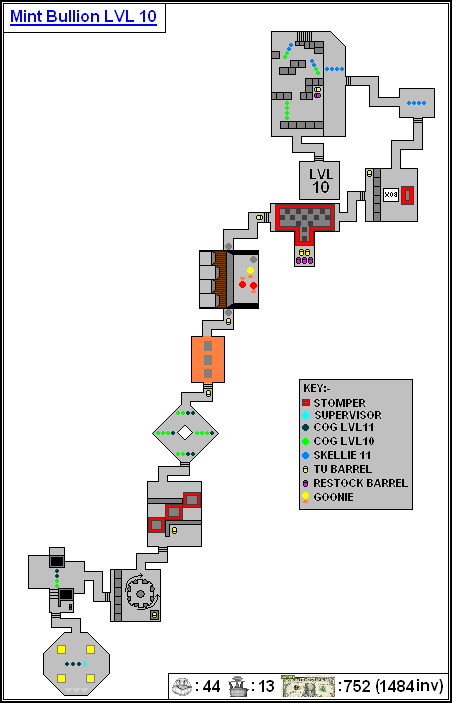 Mint Bullion LVL 10
LVL
10
BOX
KEY:-
STOMPER
SUPERVISOR
COG LVL11
COG LVL10
SKELLIE 11
TU BARREL
RESTOCK BARREL
GOONIE
: 44 : 13 :752 (1484inv)